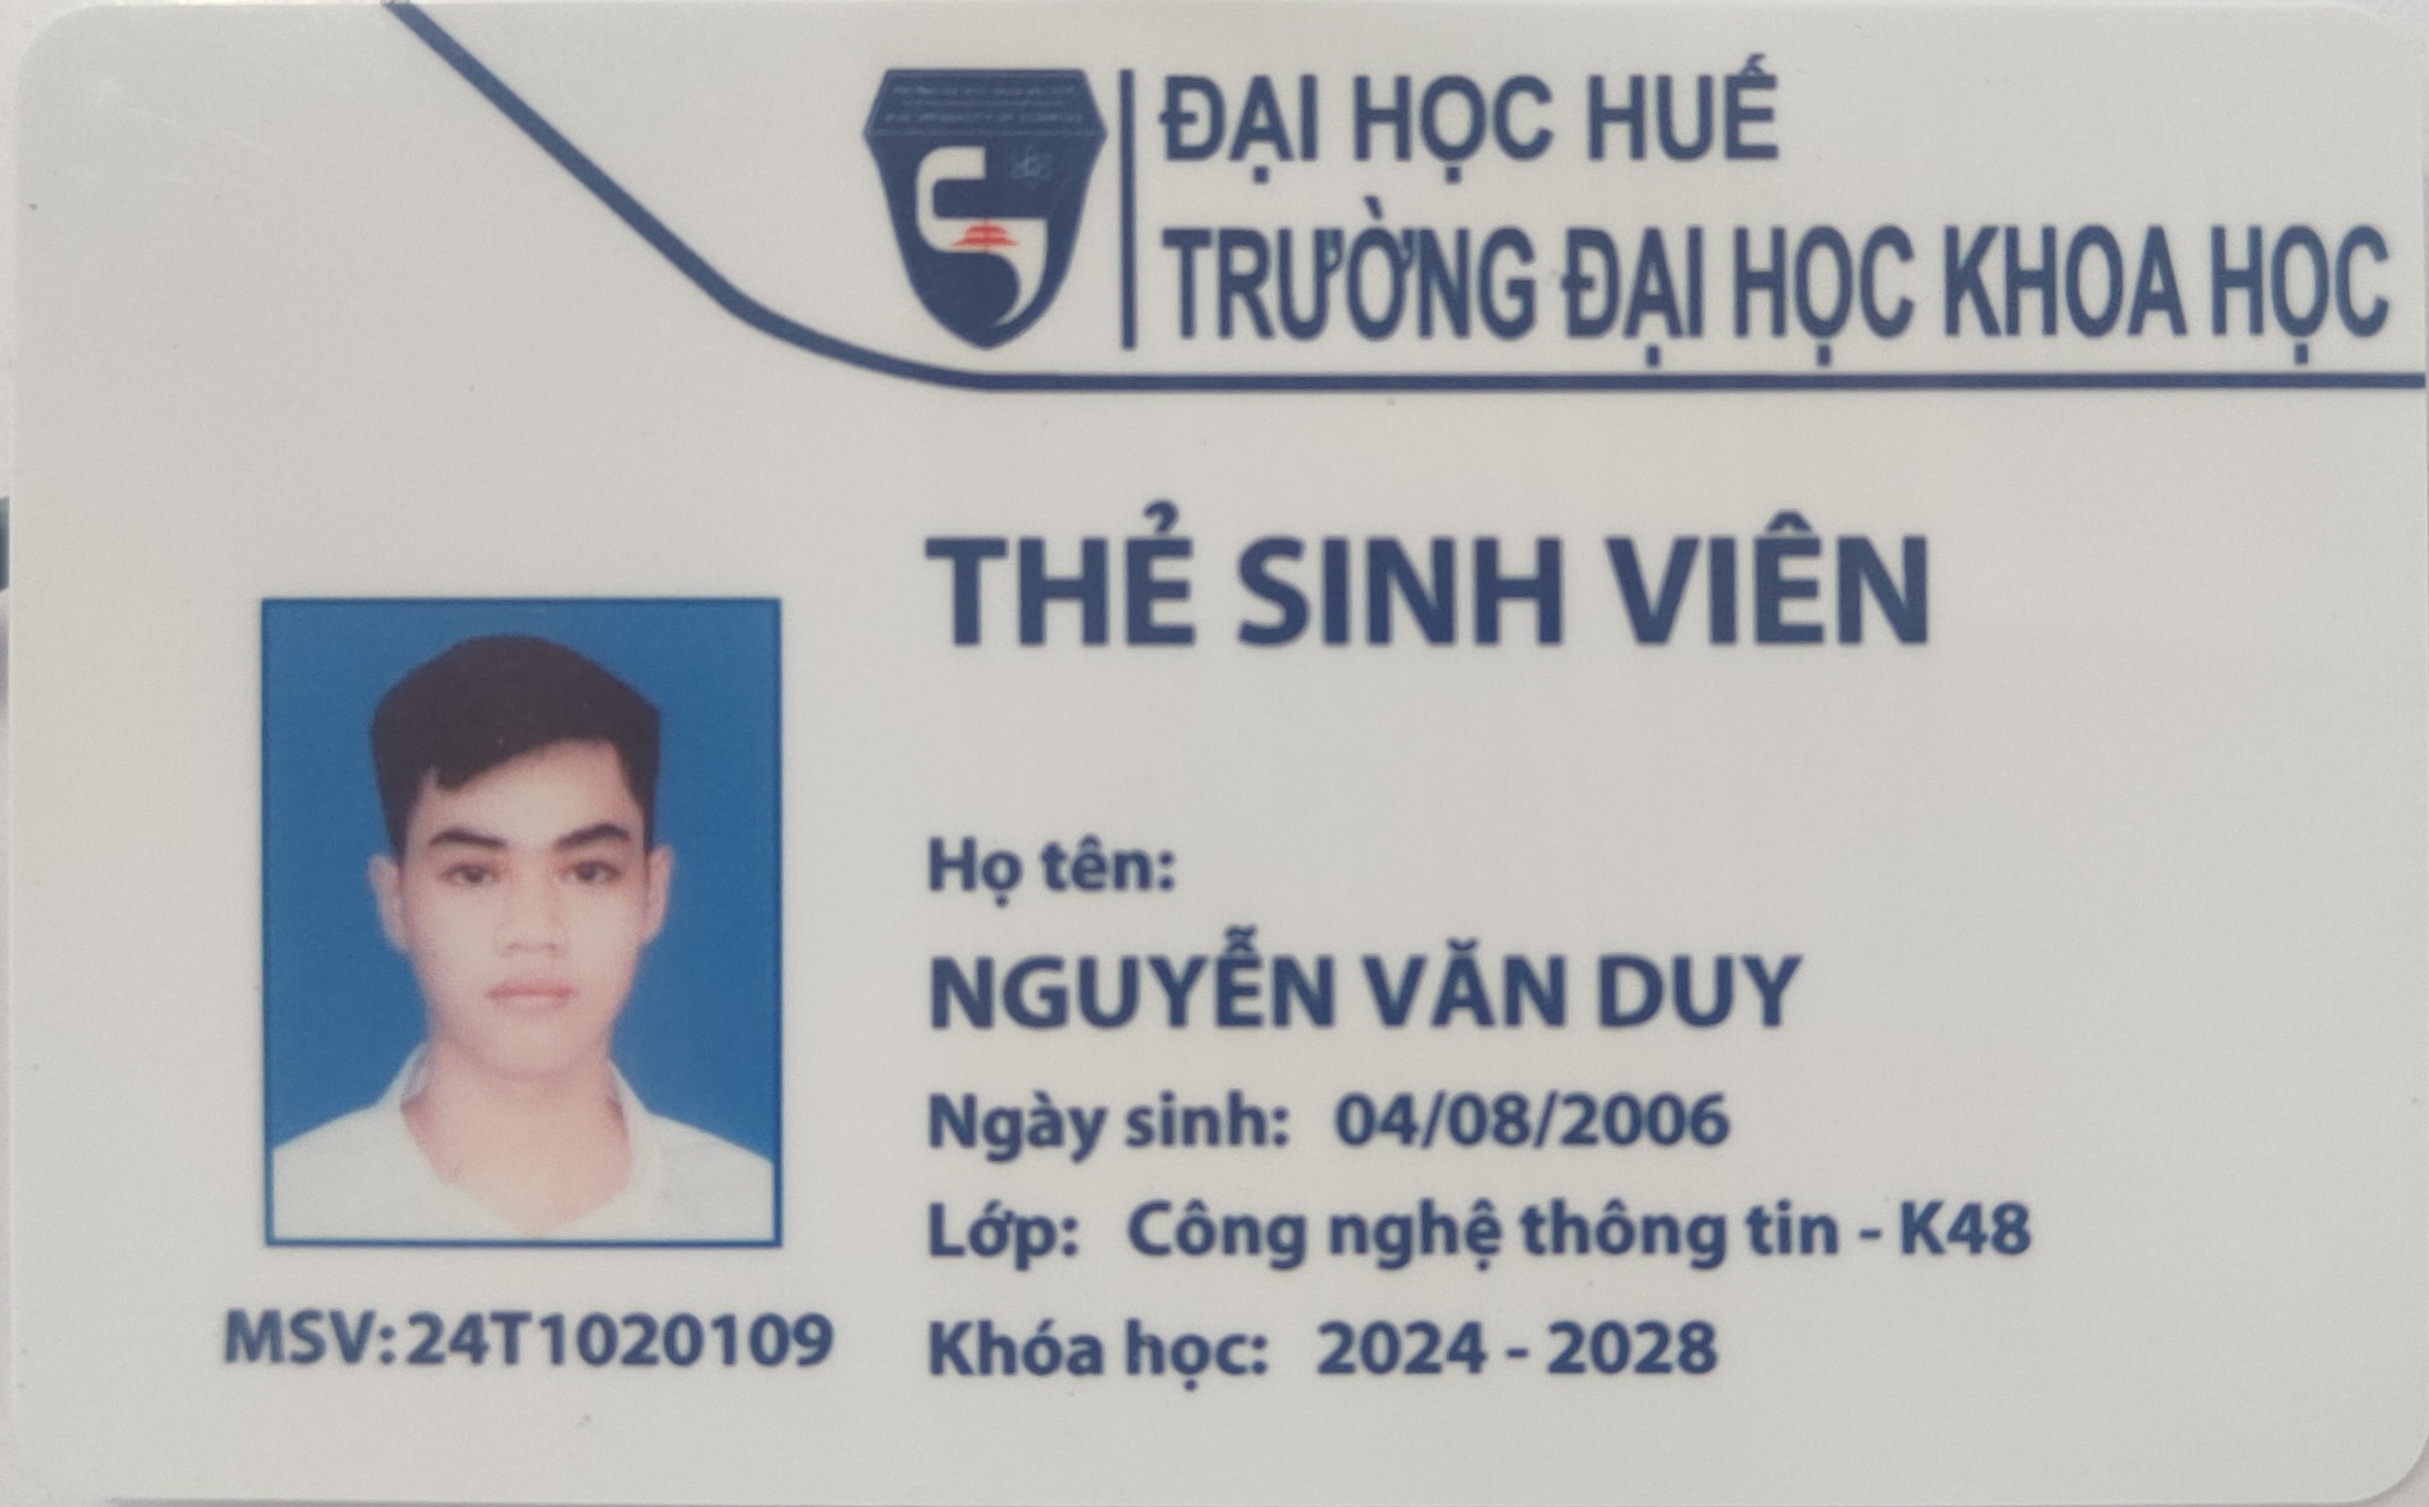 ĐẠI HỌC HUẾ
TRƯỜNG ĐẠI HỌC KHOA HỌC
THẺ SINH VIÊN
Họ tên:
NGUYỄN VĂN DUY
Ngày sinh: 04/08/2006
Lớp: Công nghệ thông tin - K48
Khóa học: 2024 - 2028
MSV:24T1020109